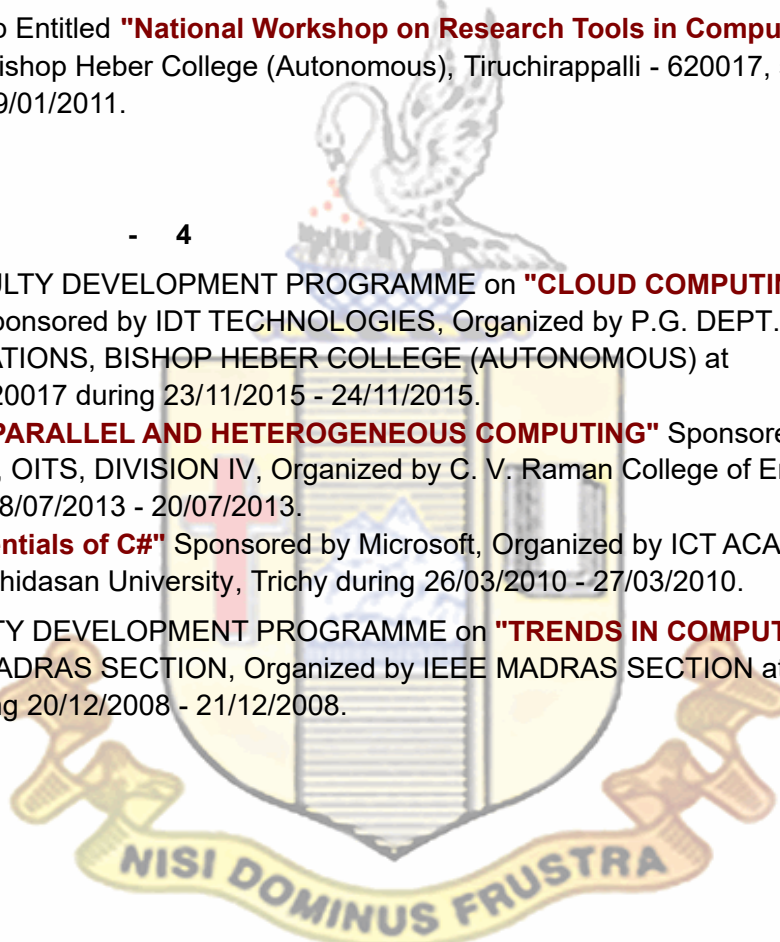 Entitled "National Workshop on Research Tools in
ishop Heber College (Autonomous), Tiruchirappalli - 620017,
9/01/2011.
- 4
ULTY DEVELOPMENT PROGRAMME on "CLOUD
ponsored by IDT TECHNOLOGIES, Organized by P.G. DEPT.
ATIONS, BISHOP HEBER COLLEGE (AUTONOMOUS) at
20017 during 23/11/2015 - 24/11/2015.
PARALLEL AND HETEROGENEOUS COMPUTING" Sponsore
, OITS, DIVISION IV, Organized by C. V. Raman College of
8/07/2013 - 20/07/2013.
ntials of C#" Sponsored by Microsoft, Organized by ICT
hidasan University, Trichy during 26/03/2010 - 27/03/2010.
TY DEVELOPMENT PROGRAMME on "TRENDS IN
ADRAS SECTION, Organized by IEEE MADRAS SECTION at
ng 20/12/2008 - 21/12/2008.
NISI DOMINUS FRUSTRA